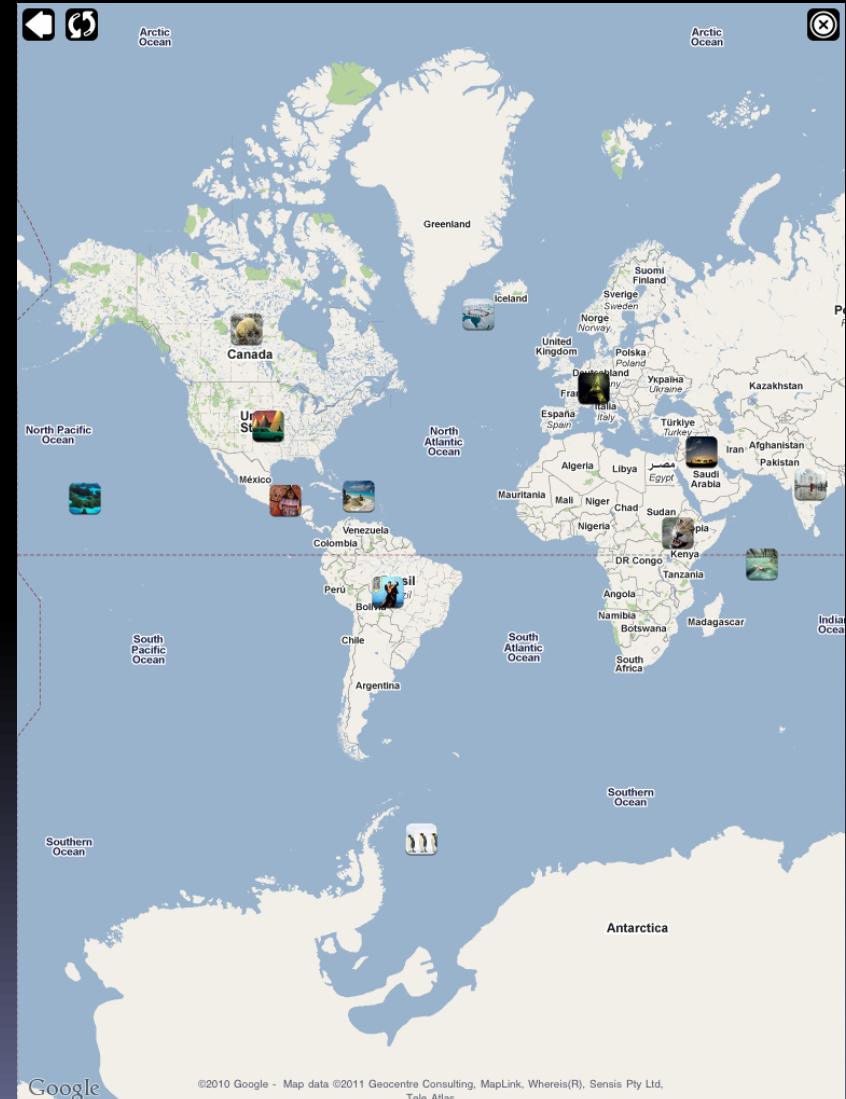 Arctic
Ocean
Arctic
Ocean
Greenland
Iceland
Suomi
Finland
Sverige
Sweden
Norge
Norway
United
Kingdom
Polska
Poland
Canada
Україна
Ukraine
Kazakhstan
España
Spain
Italia
Italy
Türkiye
Turkey
North Pacific
Ocean
North
Atlantic
Ocean
Iran
Afghanistan
Pakistan
Algeria
Libya
مصر
Egypt
Saudi
Arabia
México
Mauritania
Mali
Niger
Chad
Sudan
Nigeria
Venezuela
Colombia
DR Congo
Kenya
Tanzania
Perú
Angola
Namibia
Botswana
Madagascar
Chile
South
Pacific
Ocean
South
Atlantic
Ocean
South
Africa
Argentina
Southern
Ocean
Southern
Ocean
Antarctica
Google
©2010 Google - Map data ©2011 Geocentre Consulting, MapLink, Whereis(R), Sensis Pty Ltd,
Tele Atlas